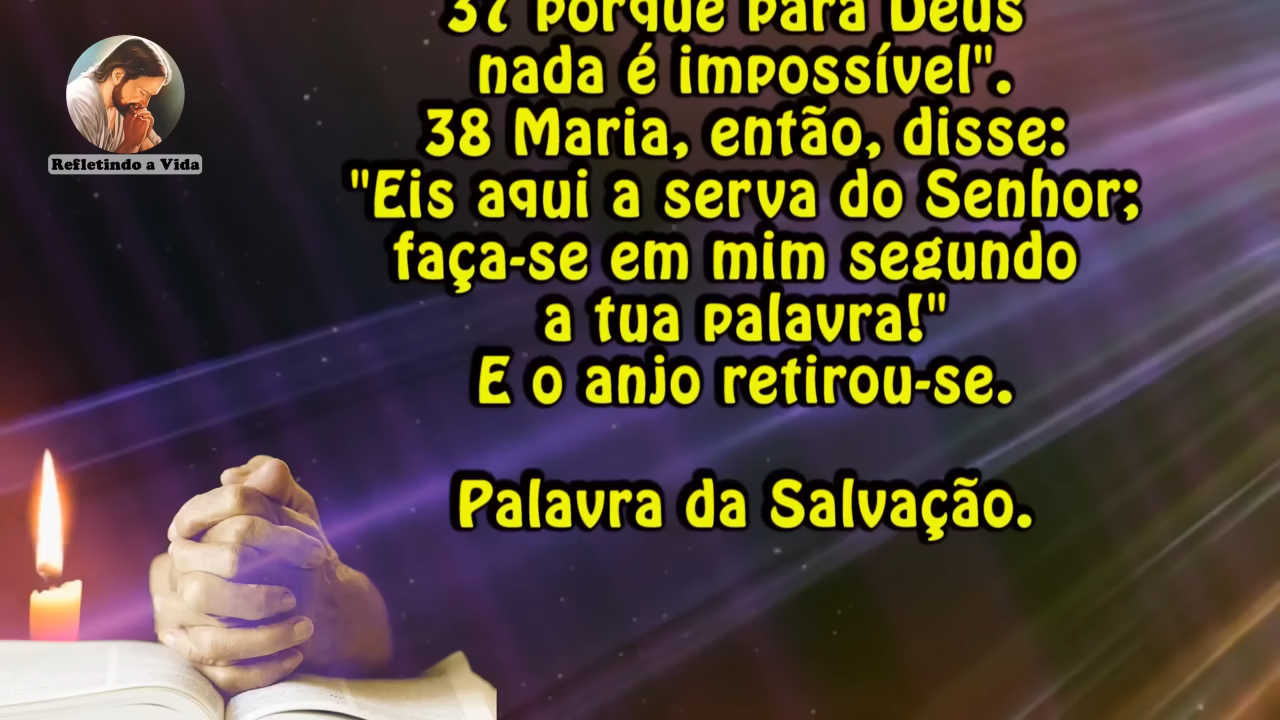 Refletindo a Vida
37 porque para Deus
nada é impossível".
38 Maria, então, disse:
"Eis aqui a serva do Senhor;
faça-se em mim segundo
a tua palavra!"
E o anjo retirou-se.
Palavra da Salvação.